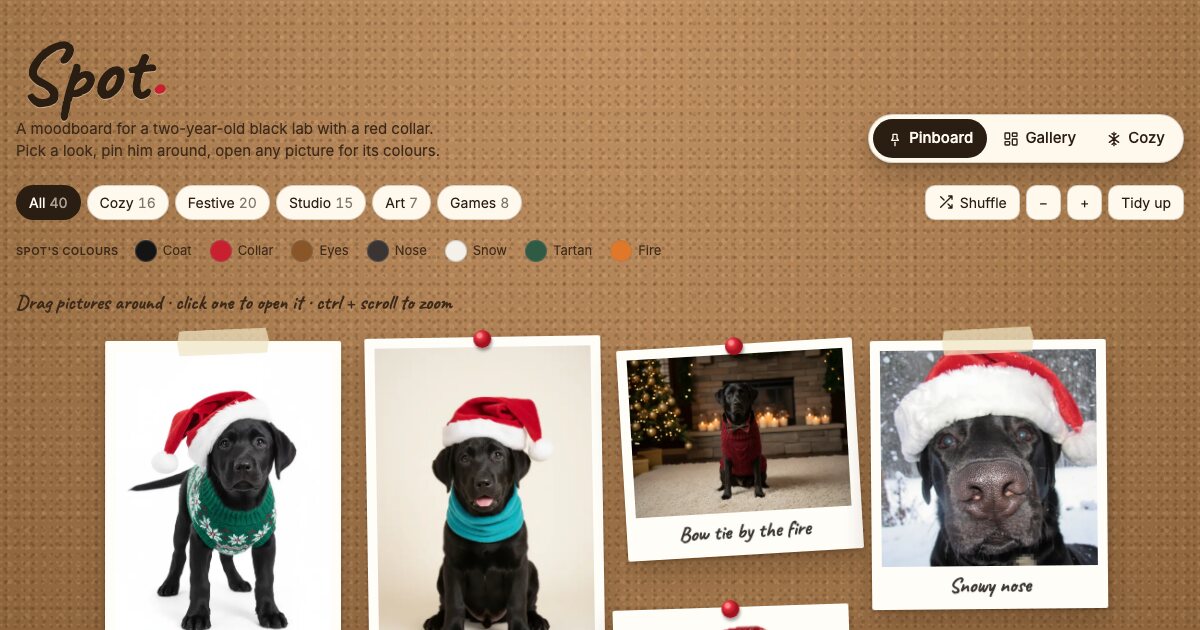 Spot.
A moodboard for a two-year-old black lab with a red collar.
Pick a look, pin him around, open any picture for its colours.
Pinboard
Gallery
Cozy
All 40
Cozy 16
Festive 20
Studio 15
Art 7
Games 8
Shuffle
−
+
Tidy up
SPOT'S COLOURS
Coat
Collar
Eyes
Nose
Snow
Tartan
Fire
Drag pictures around · click one to open it · ctrl + scroll to zoom
Bow tie by the fire
Snowy nose